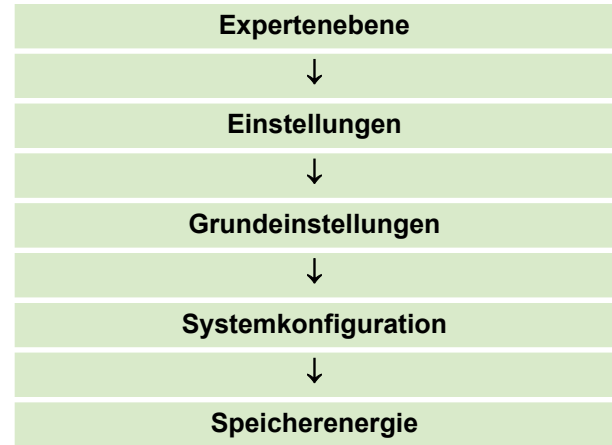 Expertenebene
↓
Einstellungen
↓
Grundeinstellungen
↓
Systemkonfiguration
↓
Speicherenergie